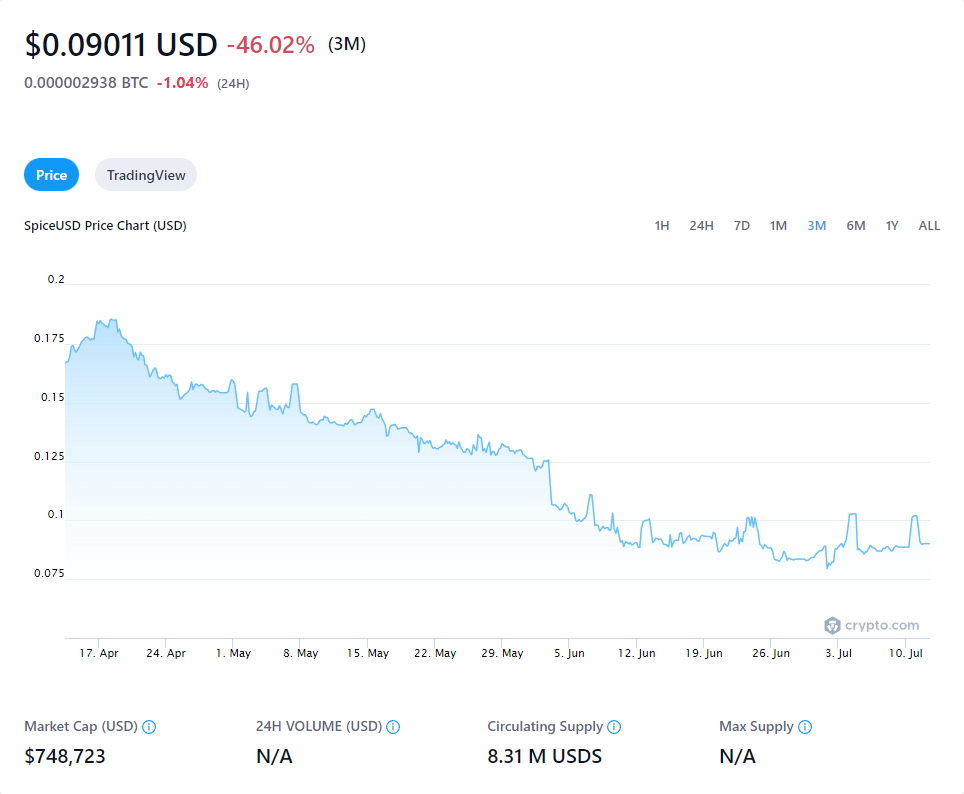 $0.09011 USD -46.02% (3M)
0.000002938 BTC -1.04% (24H)
Price TradingView
SpiceUSD Price Chart (USD) 1H 24H 7D 1M 3M 6M 1Y ALL
0.2
0.175
0.15
0.125
0.1
0.075
crypto.com
17. Apr 24. Apr 1. May 8. May 15. May 22. May 29. May 5. Jun 12. Jun 19. Jun 26. Jun 3. Jul 10. Jul
Market Cap (USD) 24H VOLUME (USD) Circulating Supply Max Supply
$748,723 N/A 8.31 M USDS N/A